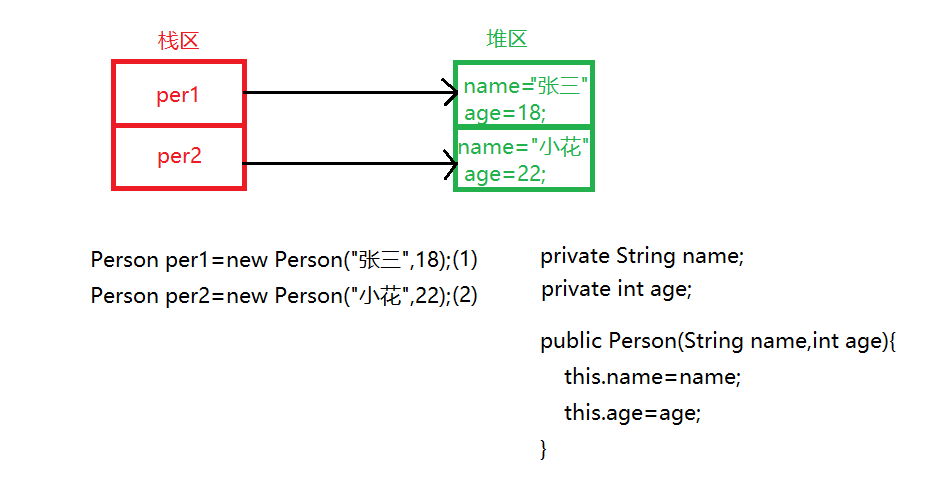 栈区
堆区
per1
name="张三"
age=18;
per2
name="小花"
age=22;
Person per1=new Person("张三",18);(1)
Person per2=new Person("小花",22);(2)
private String name;
private int age;
public Person(String name,int age){
this.name=name;
this.age=age;
}